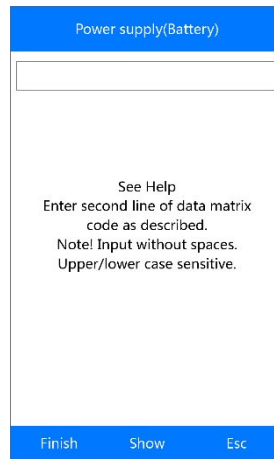 Power supply(Battery)
See Help
Enter second line of data matrix
code as described.
Note! Input without spaces.
Upper/lower case sensitive.
Finish Show Esc